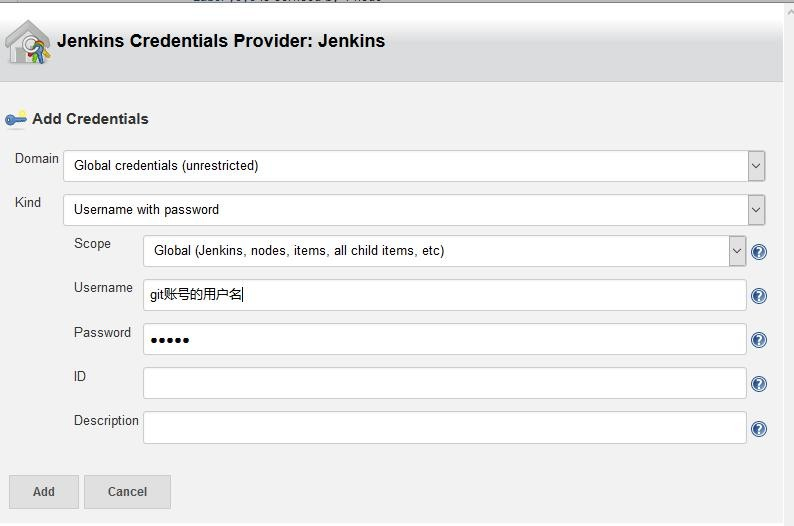 Jenkins Credentials Provider: Jenkins
Add Credentials
Domain Global credentials (unrestricted)
Kind Username with password
Scope Global (Jenkins, nodes, items, all child items, etc)
Username git账号的用户名
Password •••••
ID
Description
Add Cancel